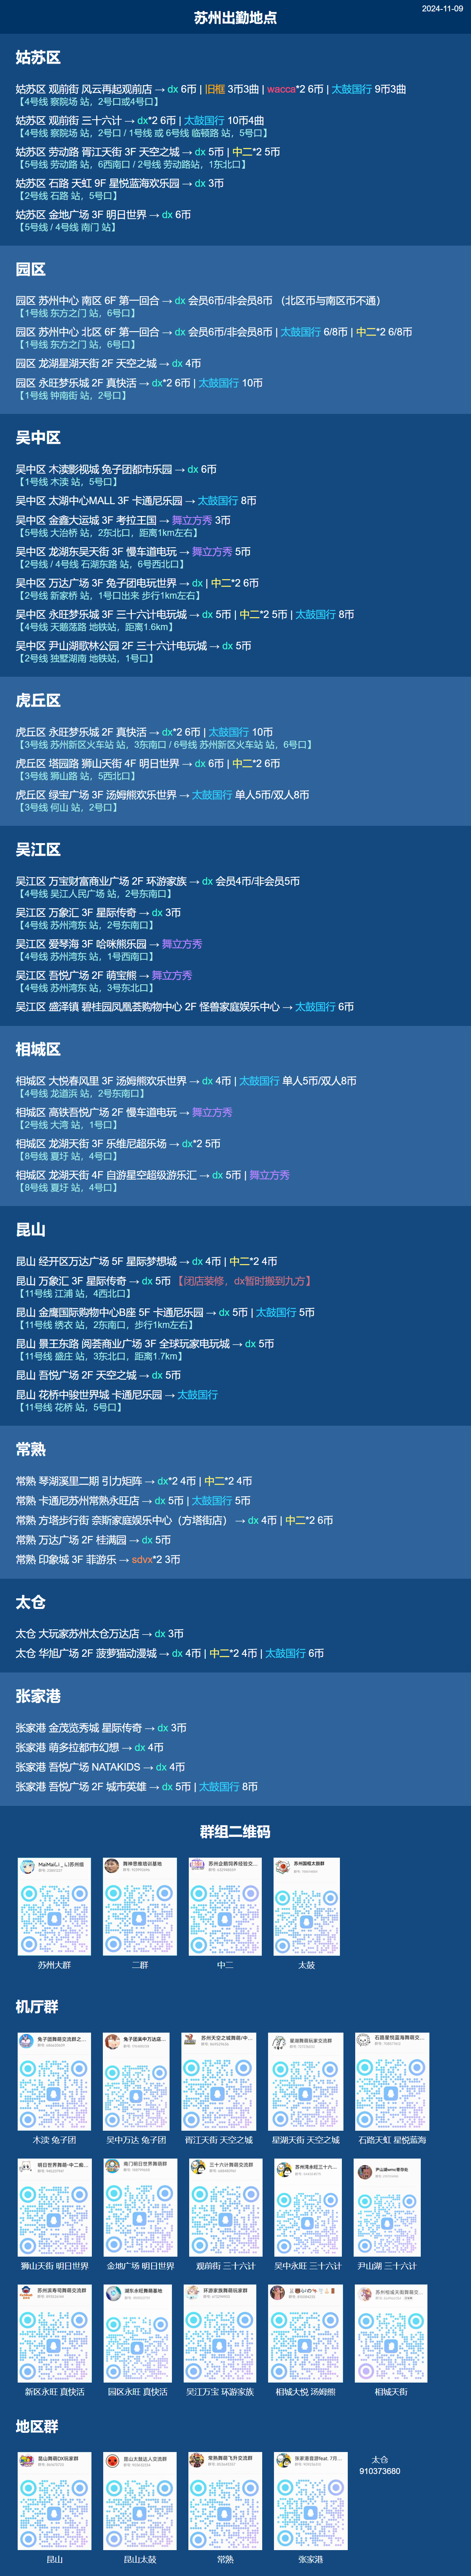 2024-11-09
苏州出勤地点
姑苏区
姑苏区 观前街 风云再起观前店 → dx 6币 | 旧框 3币3曲 | wacca*2 6币 | 太鼓国行 9币3曲
【4号线 察院场 站，2号口或4号口】
姑苏区 观前街 三十六计 → dx*2 6币 | 太鼓国行 10币4曲
【4号线 察院场 站，2号口 / 1号线 或 6号线 临顿路 站，5号口】
姑苏区 劳动路 胥江天街 3F 天空之城 → dx 5币 | 中二*2 5币
【5号线 劳动路 站，6西南口 / 2号线 劳动路站，1东北口】
姑苏区 石路 天虹 9F 星悦蓝海欢乐园 → dx 3币
【2号线 石路 站，5号口】
姑苏区 金地广场 3F 明日世界 → dx 6币
【5号线 / 4号线 南门 站】
园区
园区 苏州中心 南区 6F 第一回合 → dx 会员6币/非会员8币 （北区币与南区币不通）
【1号线 东方之门 站，6号口】
园区 苏州中心 北区 6F 第一回合 → dx 会员6币/非会员8币 | 太鼓国行 6/8币 | 中二*2 6/8币
【1号线 东方之门 站，6号口】
园区 龙湖星湖天街 2F 天空之城 → dx 4币
园区 永旺梦乐城 2F 真快活 → dx*2 6币 | 太鼓国行 10币
【1号线 钟南街 站，2号口】
吴中区
吴中区 木渎影视城 兔子团都市乐园 → dx 6币
【1号线 木渎 站，5号口】
吴中区 太湖中心MALL 3F 卡通尼乐园 → 太鼓国行 8币
吴中区 金鑫大运城 3F 考拉王国 → 舞立方秀 3币
【5号线 大治桥 站，2东北口，距离1km左右】
吴中区 龙湖东吴天街 3F 慢车道电玩 → 舞立方秀 5币
【2号线 / 4号线 石湖东路 站，6号西北口】
吴中区 万达广场 3F 兔子团电玩世界 → dx | 中二*2 6币
【2号线 新家桥 站，1号口出来 步行1km左右】
吴中区 永旺梦乐城 3F 三十六计电玩城 → dx 5币 | 中二*2 5币 | 太鼓国行 8币
【4号线 天鹅荡路 地铁站，距离1.6km】
吴中区 尹山湖歌林公园 2F 三十六计电玩城 → dx 5币
【2号线 独墅湖南 地铁站，1号口】
虎丘区
虎丘区 永旺梦乐城 2F 真快活 → dx*2 6币 | 太鼓国行 10币
【3号线 苏州新区火车站 站，3东南口 / 6号线 苏州新区火车站 站，6号口】
虎丘区 塔园路 狮山天街 4F 明日世界 → dx 6币 | 中二*2 6币
【3号线 狮山路 站，5西北口】
虎丘区 绿宝广场 3F 汤姆熊欢乐世界 → 太鼓国行 单人5币/双人8币
【3号线 何山 站，2号口】
吴江区
吴江区 万宝财富商业广场 2F 环游家族 → dx 会员4币/非会员5币
【4号线 吴江人民广场 站，2号东南口】
吴江区 万象汇 3F 星际传奇 → dx 3币
【4号线 苏州湾东 站，2号东南口】
吴江区 爱琴海 3F 哈咪熊乐园 → 舞立方秀
【4号线 苏州湾东 站，1号西南口】
吴江区 吾悦广场 2F 萌宝熊 → 舞立方秀
【4号线 苏州湾东 站，3号东北口】
吴江区 盛泽镇 碧桂园凤凰荟购物中心 2F 怪兽家庭娱乐中心 → 太鼓国行 6币
相城区
相城区 大悦春风里 3F 汤姆熊欢乐世界 → dx 4币 | 太鼓国行 单人5币/双人8币
【4号线 龙道浜 站，2号东南口】
相城区 高铁吾悦广场 2F 慢车道电玩 → 舞立方秀
【2号线 大湾 站，1号口】
相城区 龙湖天街 3F 乐维尼超乐场 → dx*2 5币
【8号线 夏圩 站，4号口】
相城区 龙湖天街 4F 自游星空超级游乐汇 → dx 5币 | 舞立方秀
【8号线 夏圩 站，4号口】
昆山
昆山 经开区万达广场 5F 星际梦想城 → dx 4币 | 中二*2 4币
昆山 万象汇 3F 星际传奇 → dx 5币 【闭店装修，dx暂时搬到九方】
【11号线 江浦 站，4西北口】
昆山 金鹰国际购物中心B座 5F 卡通尼乐园 → dx 5币 | 太鼓国行 5币
【11号线 绣衣 站，2东南口，步行1km左右】
昆山 景王东路 阅荟商业广场 3F 全球玩家电玩城 → dx 5币
【11号线 盛庄 站，3东北口，距离1.7km】
昆山 吾悦广场 2F 天空之城 → dx 5币
昆山 花桥中骏世界城 卡通尼乐园 → 太鼓国行
【11号线 花桥 站，5号口】
常熟
常熟 琴湖溪里二期 引力矩阵 → dx*2 4币 | 中二*2 4币
常熟 卡通尼苏州常熟永旺店 → dx 5币 | 太鼓国行 5币
常熟 方塔步行街 奈斯家庭娱乐中心（方塔街店） → dx 4币 | 中二*2 6币
常熟 万达广场 2F 桂满园 → dx 5币
常熟 印象城 3F 菲游乐 → sdvx*2 3币
太仓
太仓 大玩家苏州太仓万达店 → dx 3币
太仓 华旭广场 2F 菠萝猫动漫城 → dx 4币 | 中二*2 4币 | 太鼓国行 6币
张家港
张家港 金茂览秀城 星际传奇 → dx 3币
张家港 萌多拉都市幻想 → dx 4币
张家港 吾悦广场 NATAKIDS → dx 4币
张家港 吾悦广场 2F 城市英雄 → dx 5币 | 太鼓国行 8币
群组二维码
苏州大群
二群
中二
太鼓
机厅群
木渎 兔子团
吴中万达 兔子团
胥江天街 天空之城
星湖天街 天空之城
石路天虹 星悦蓝海
狮山天街 明日世界
金地广场 明日世界
观前街 三十六计
吴中永旺 三十六计
尹山湖 三十六计
新区永旺 真快活
园区永旺 真快活
吴江万宝 环游家族
相城大悦 汤姆熊
相城天街
地区群
昆山
昆山太鼓
常熟
张家港
太仓
910373680